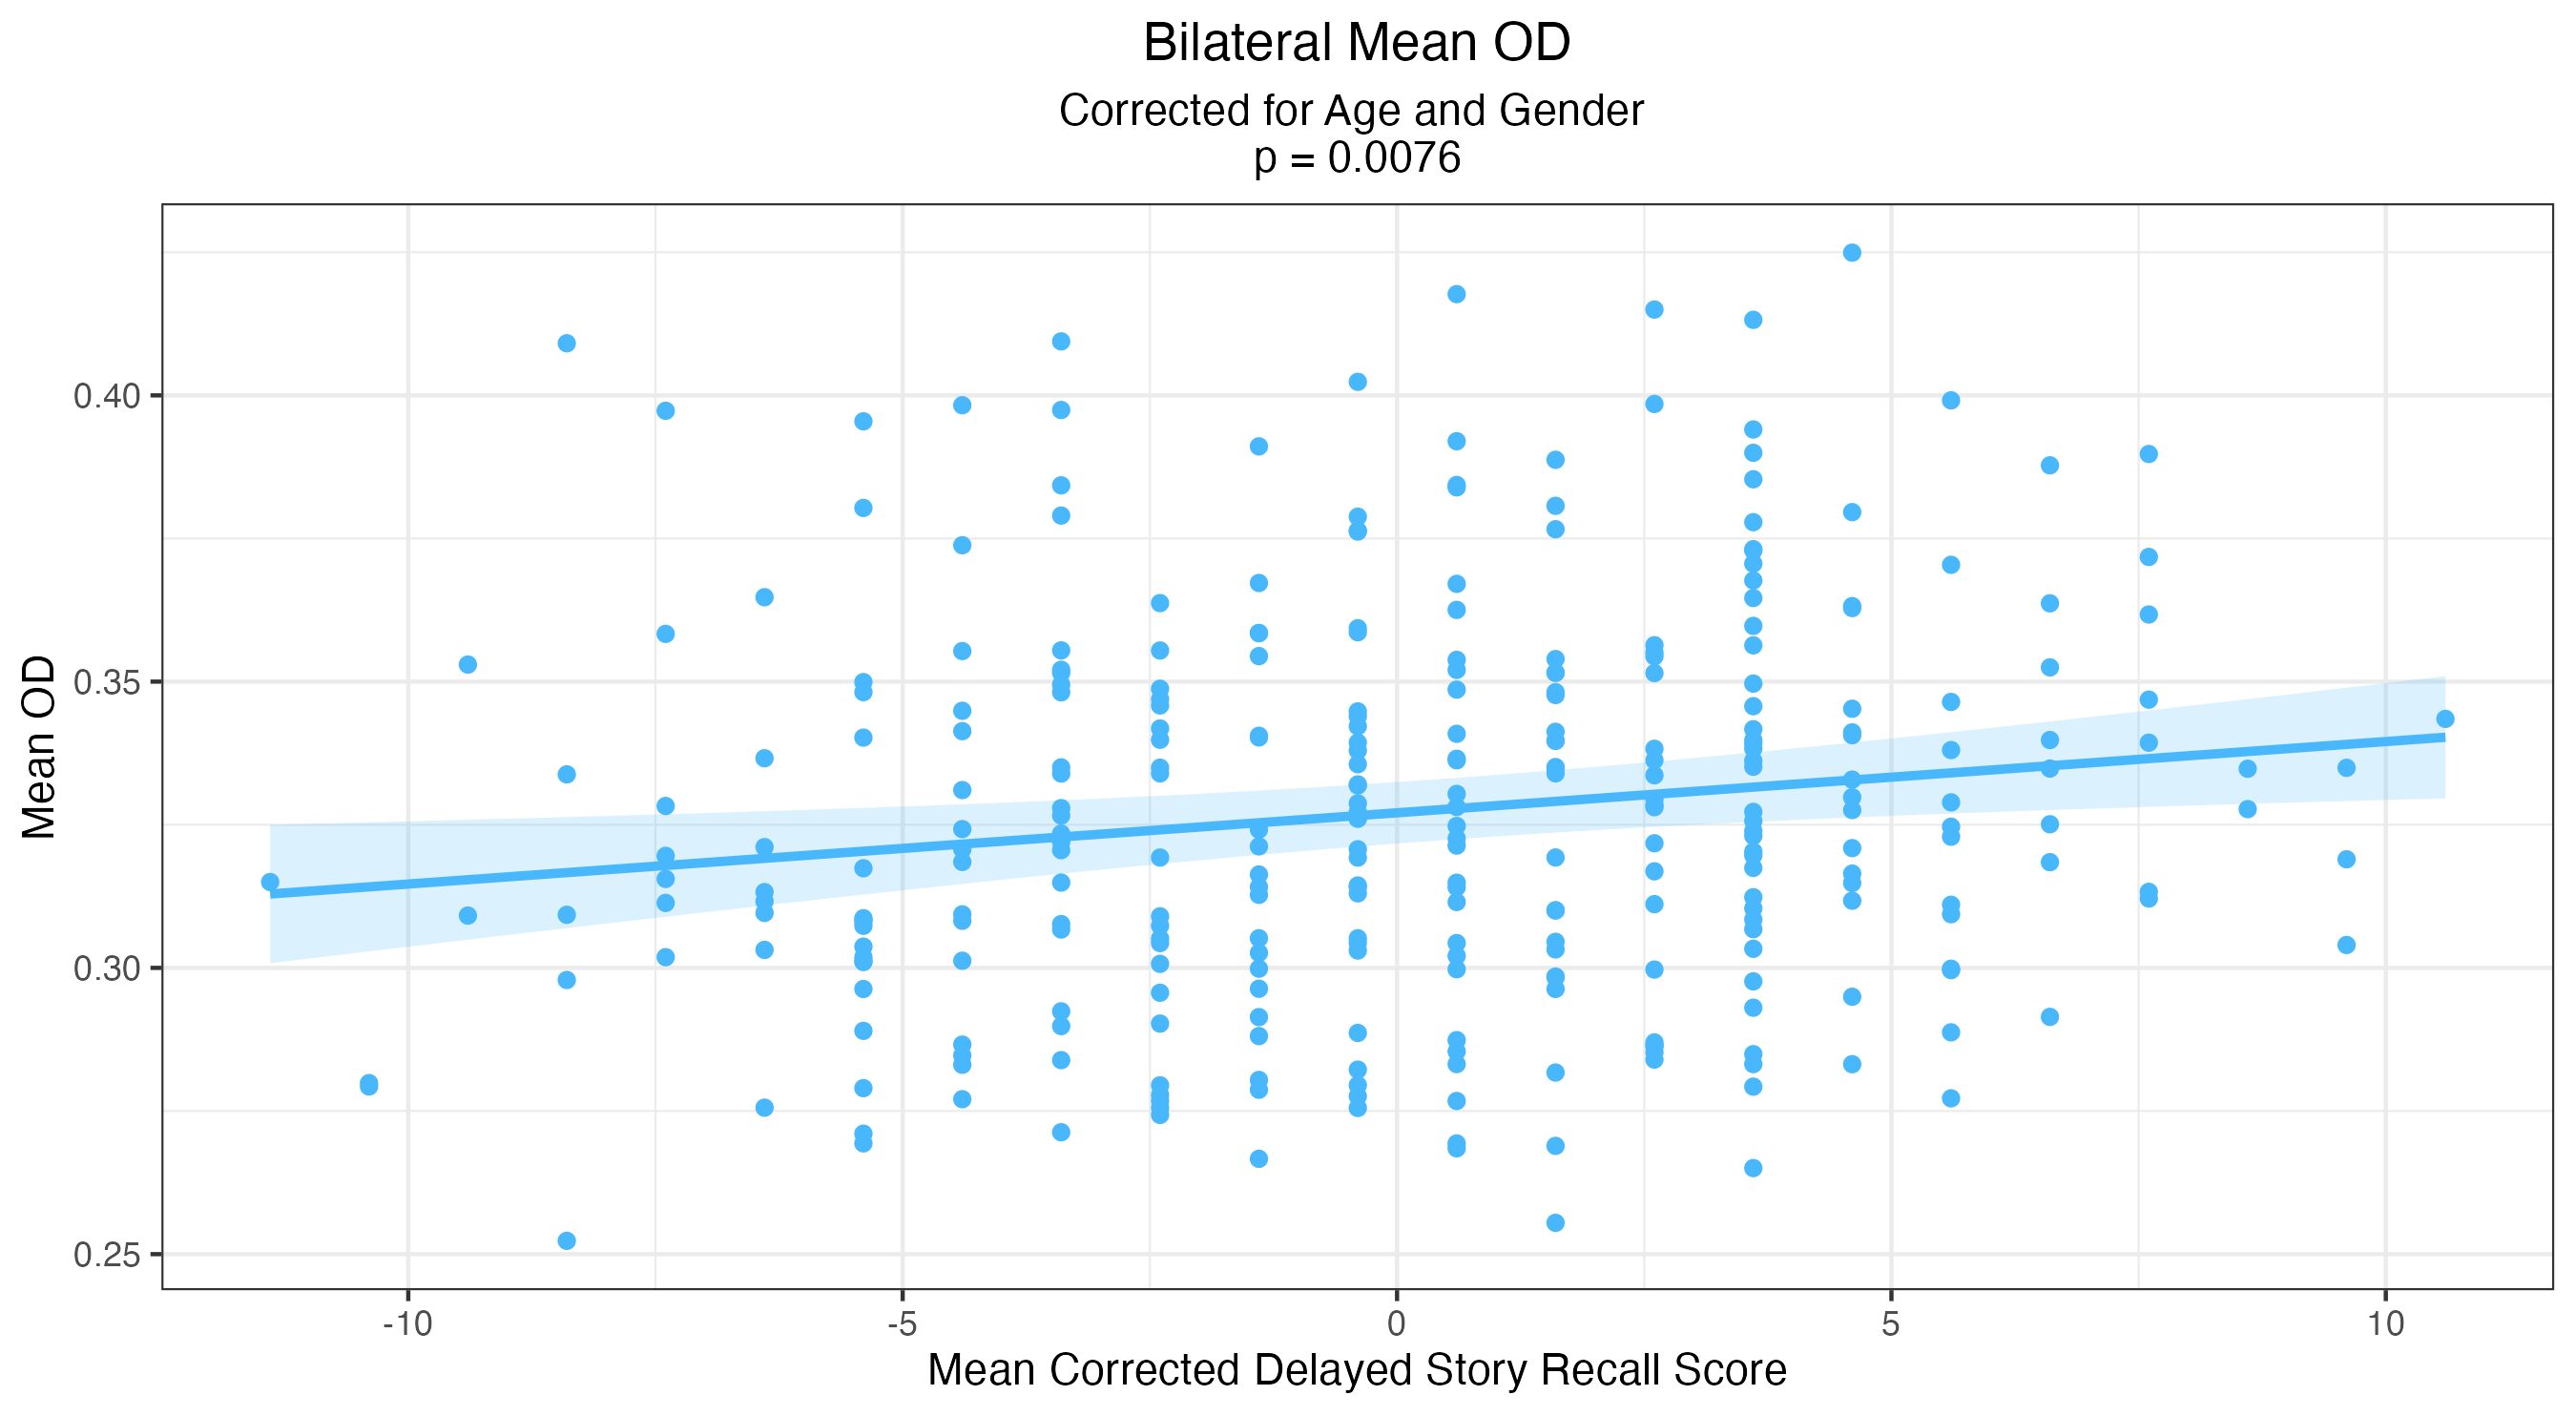 Bilateral Mean OD
Corrected for Age and Gender
p = 0.0076
Mean OD
0.40
0.35
0.30
0.25
-10 -5 0 5 10
Mean Corrected Delayed Story Recall Score